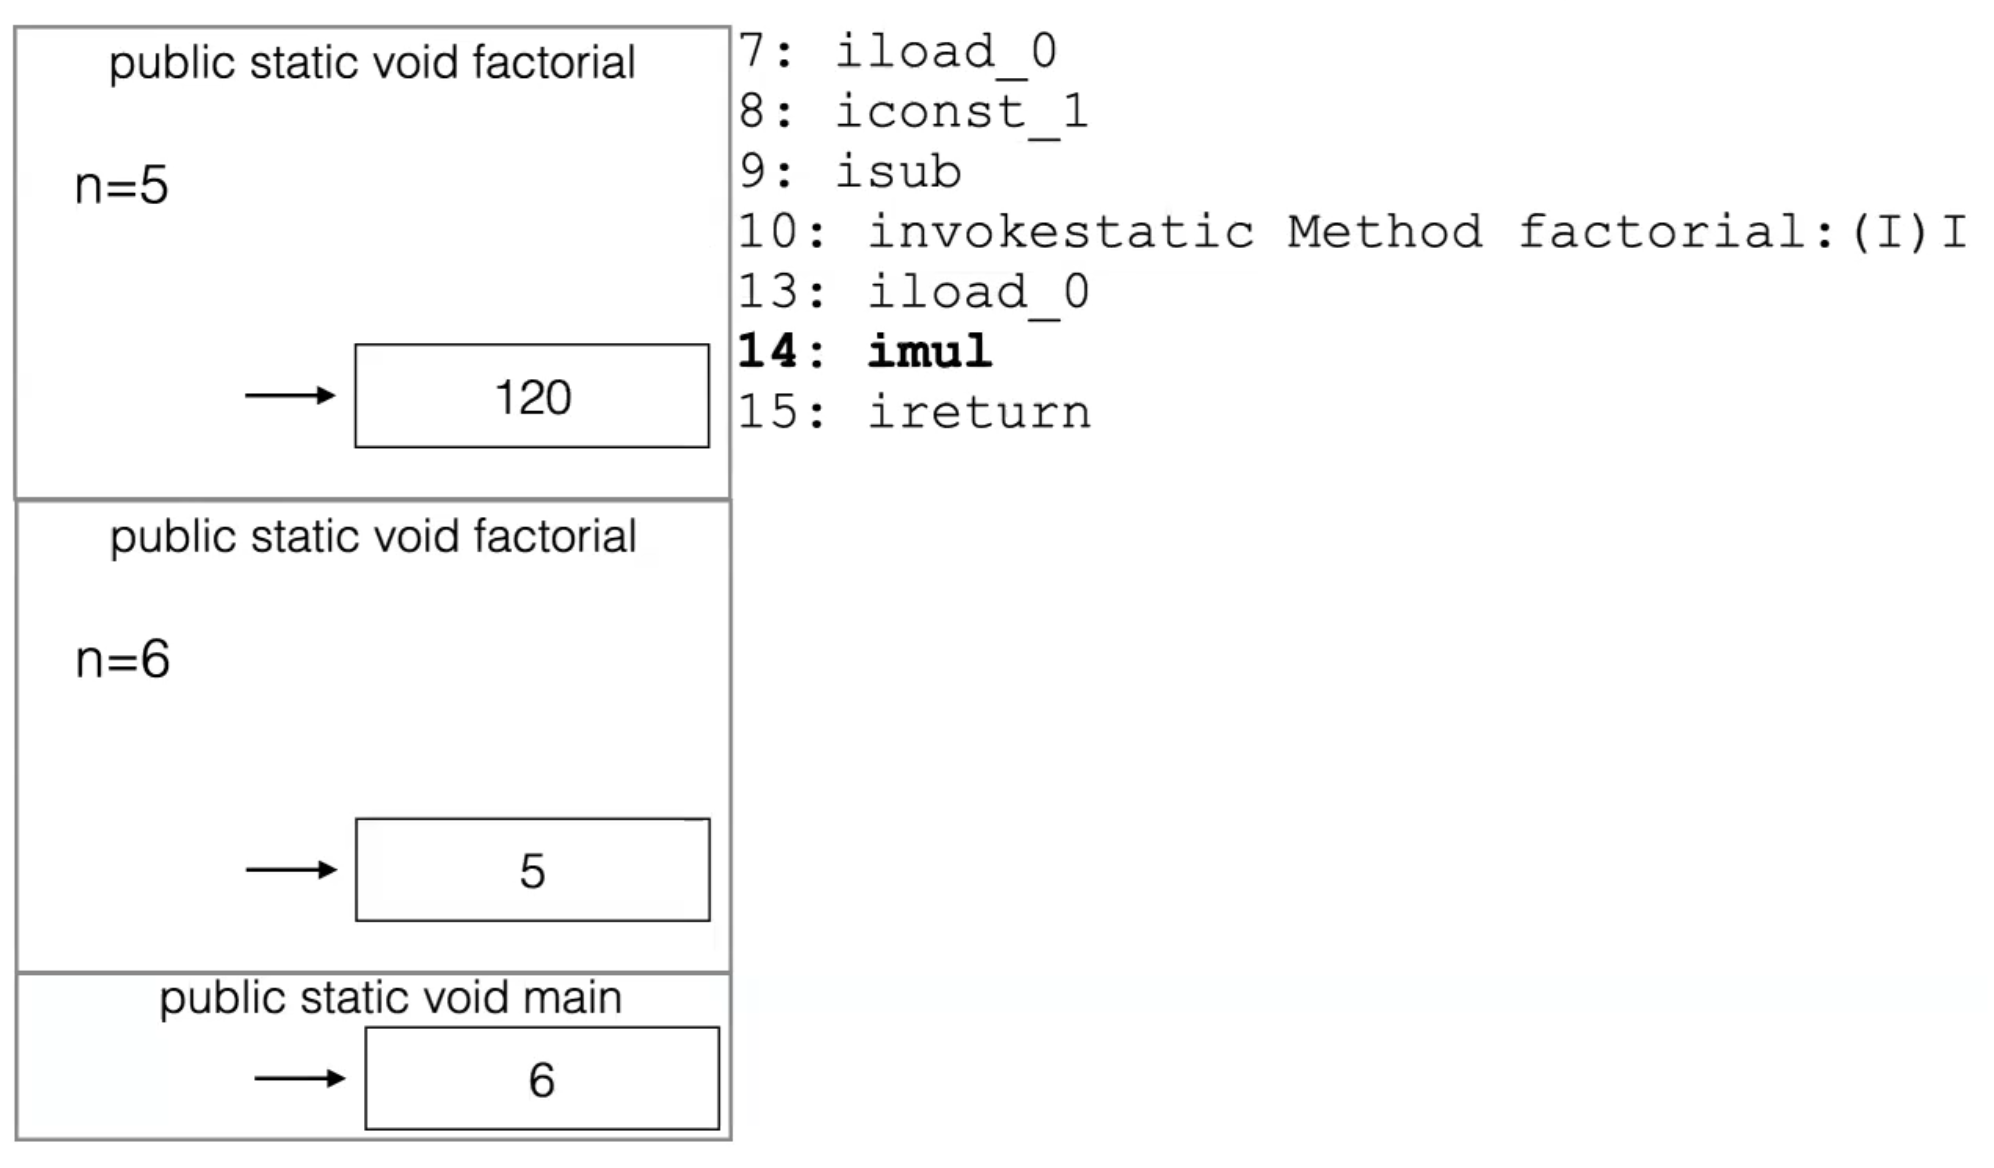 public static void factorial
n=5
120
public static void factorial
n=6
5
public static void main
6
7: iload_0
8: iconst_1
9: isub
10: invokestatic Method factorial:(I)I
13: iload_0
14: imul
15: ireturn